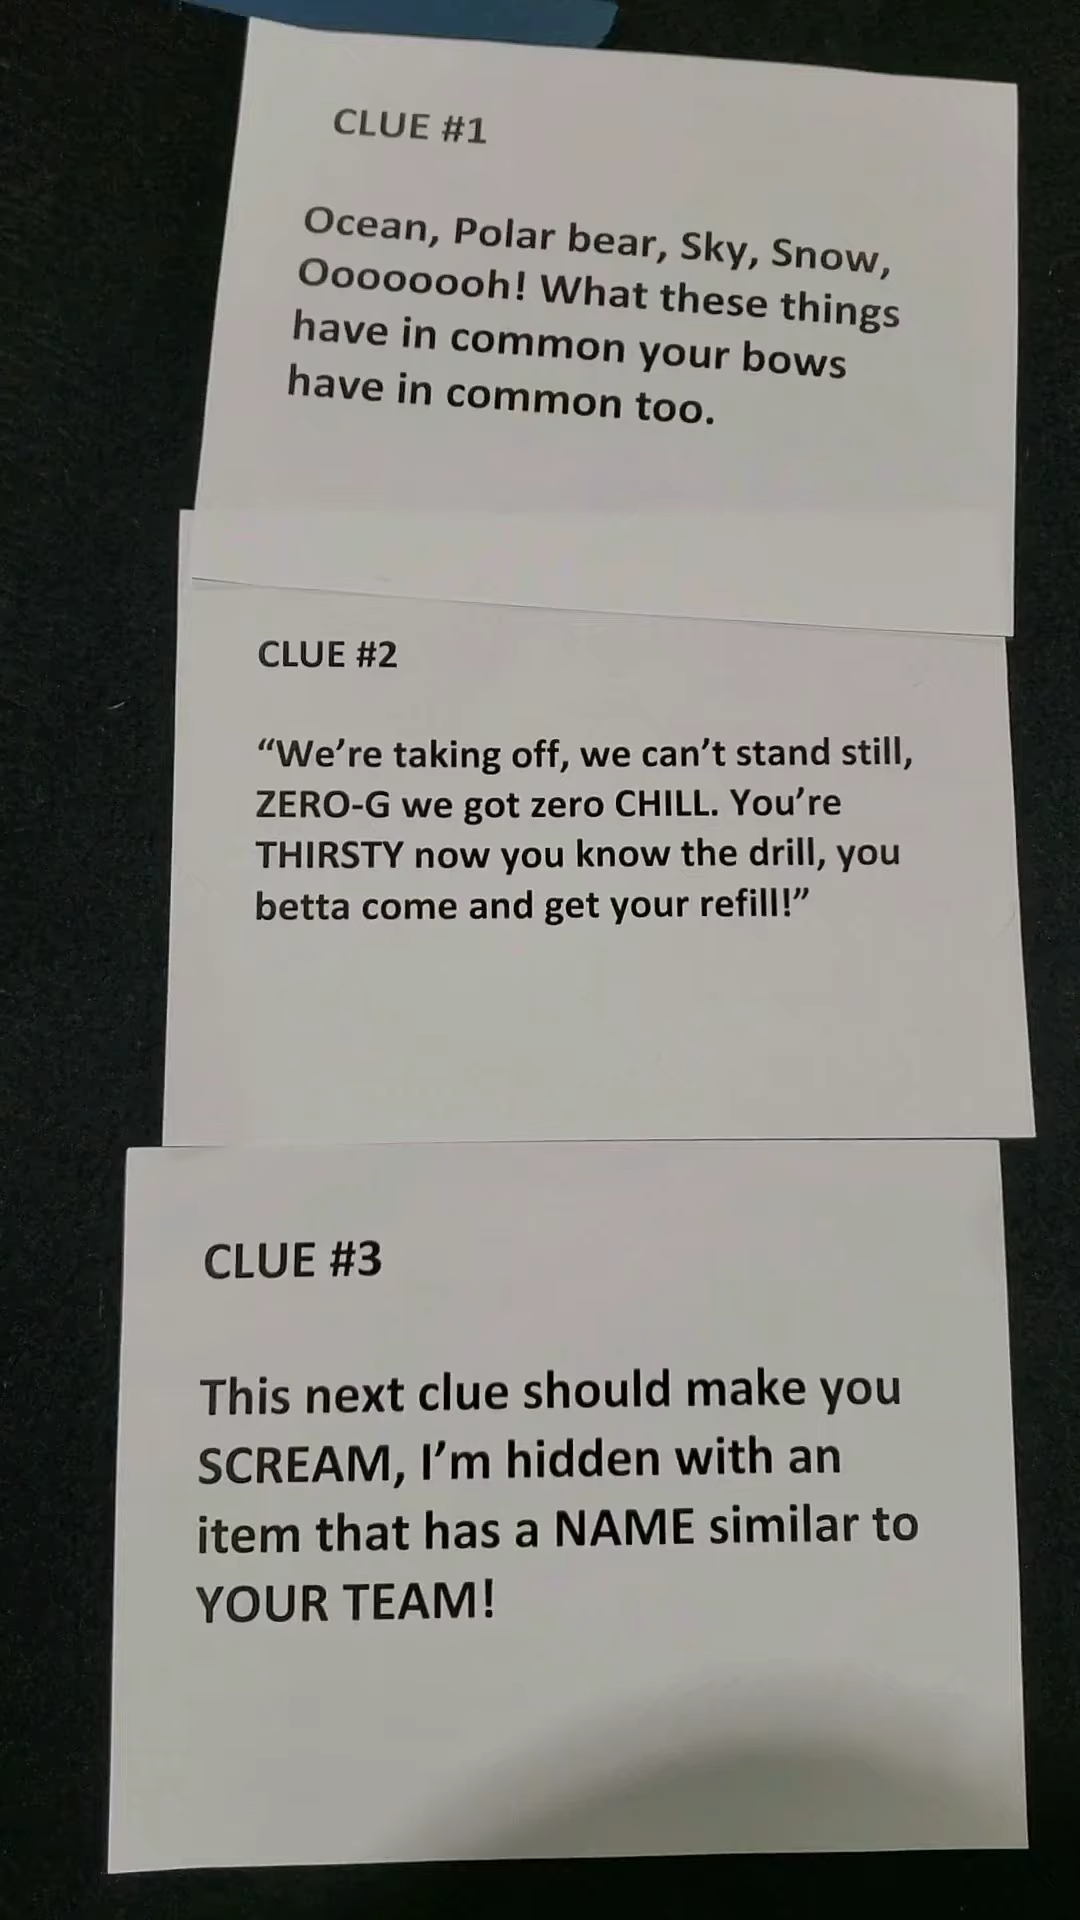 CLUE #1
Ocean, Polar bear, Sky, Snow,
Oooooooh! What these things
have in common your bows
have in common too.
CLUE #2
“We’re taking off, we can’t stand still,
ZERO-G we got zero CHILL. You’re
THIRSTY now you know the drill, you
betta come and get your refill!”
CLUE #3
This next clue should make you
SCREAM, I’m hidden with an
item that has a NAME similar to
YOUR TEAM!